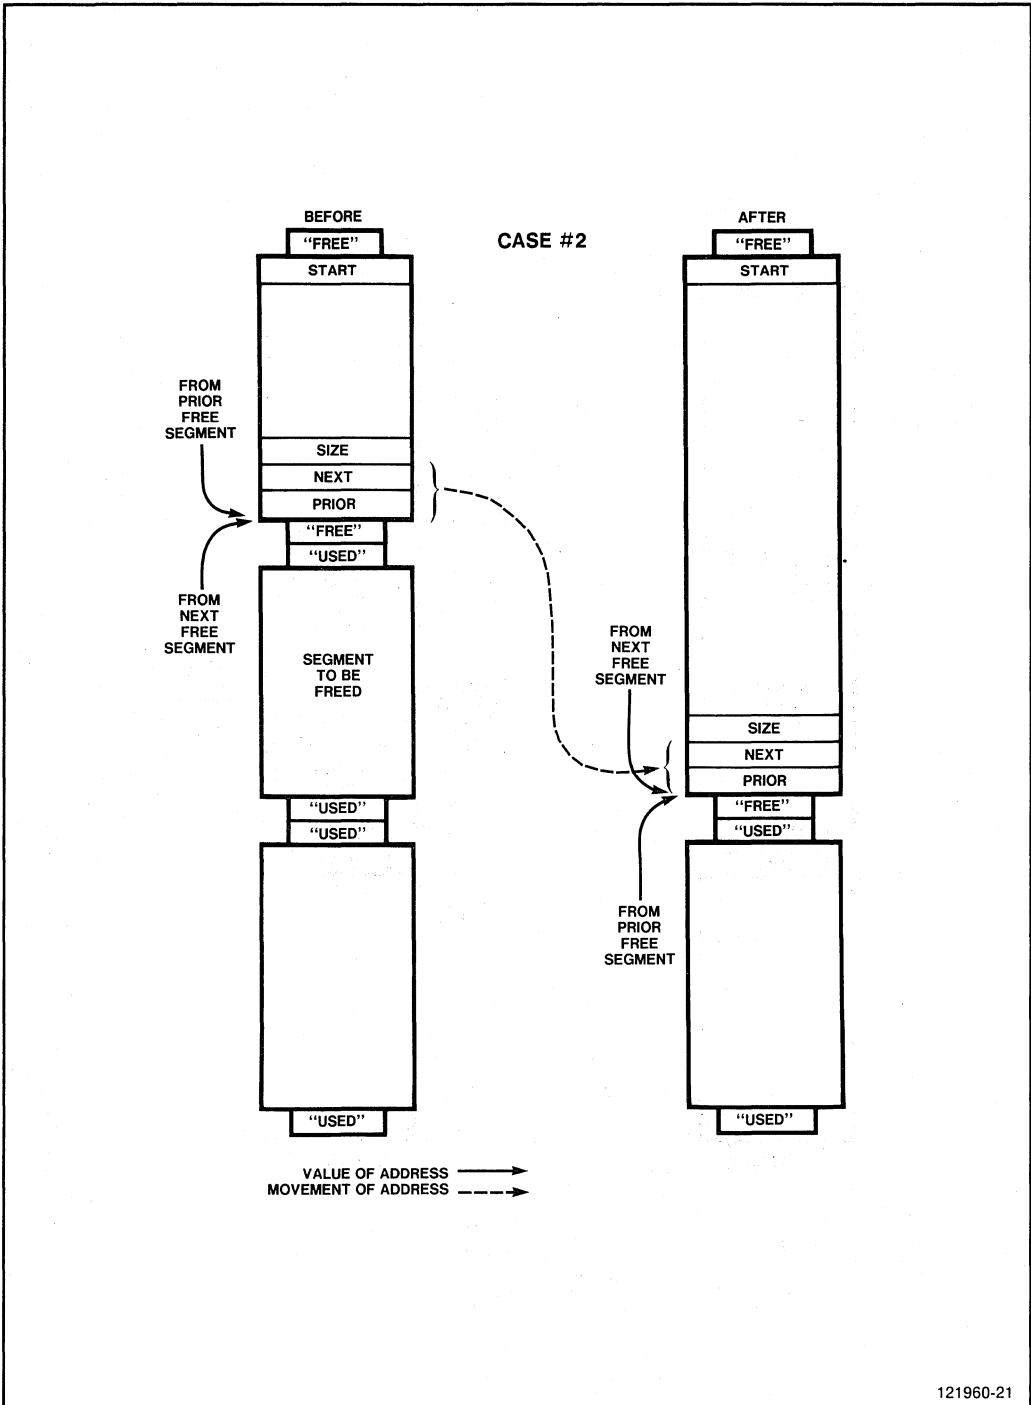 BEFORE
"FREE"
START
SIZE
NEXT
PRIOR
"FREE"
"USED"
SEGMENT
TO BE
FREED
"USED"
"USED"
"USED"
FROM
PRIOR
FREE
SEGMENT
FROM
NEXT
FREE
SEGMENT
CASE #2
AFTER
"FREE"
START
SIZE
NEXT
PRIOR
"FREE"
"USED"
"USED"
FROM
NEXT
FREE
SEGMENT
FROM
PRIOR
FREE
SEGMENT
VALUE OF ADDRESS
MOVEMENT OF ADDRESS
121960-21